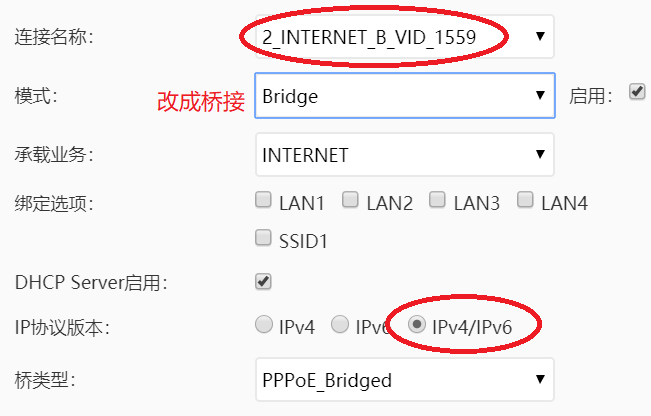 连接名称： 2_INTERNET_B_VID_1559
模式： 改成桥接 Bridge 启用：
承载业务： INTERNET
绑定选项： LAN1 LAN2 LAN3 LAN4
SSID1
DHCP Server启用：
IP协议版本： IPv4 IPv6 IPv4/IPv6
桥类型： PPPoE_Bridged